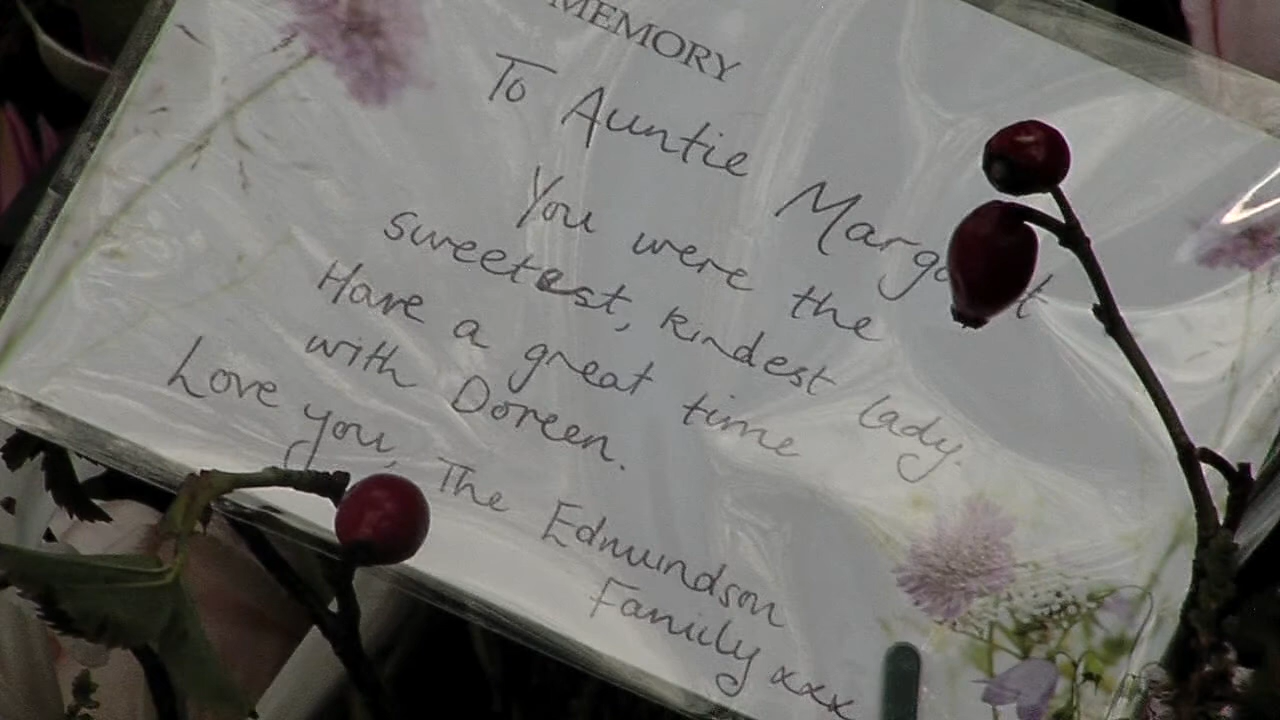 MEMORY
To Auntie Margaret
You were the
sweetest, kindest lady.
Have a great time
with Doreen.
Love you, The Edmundson
Family xxx